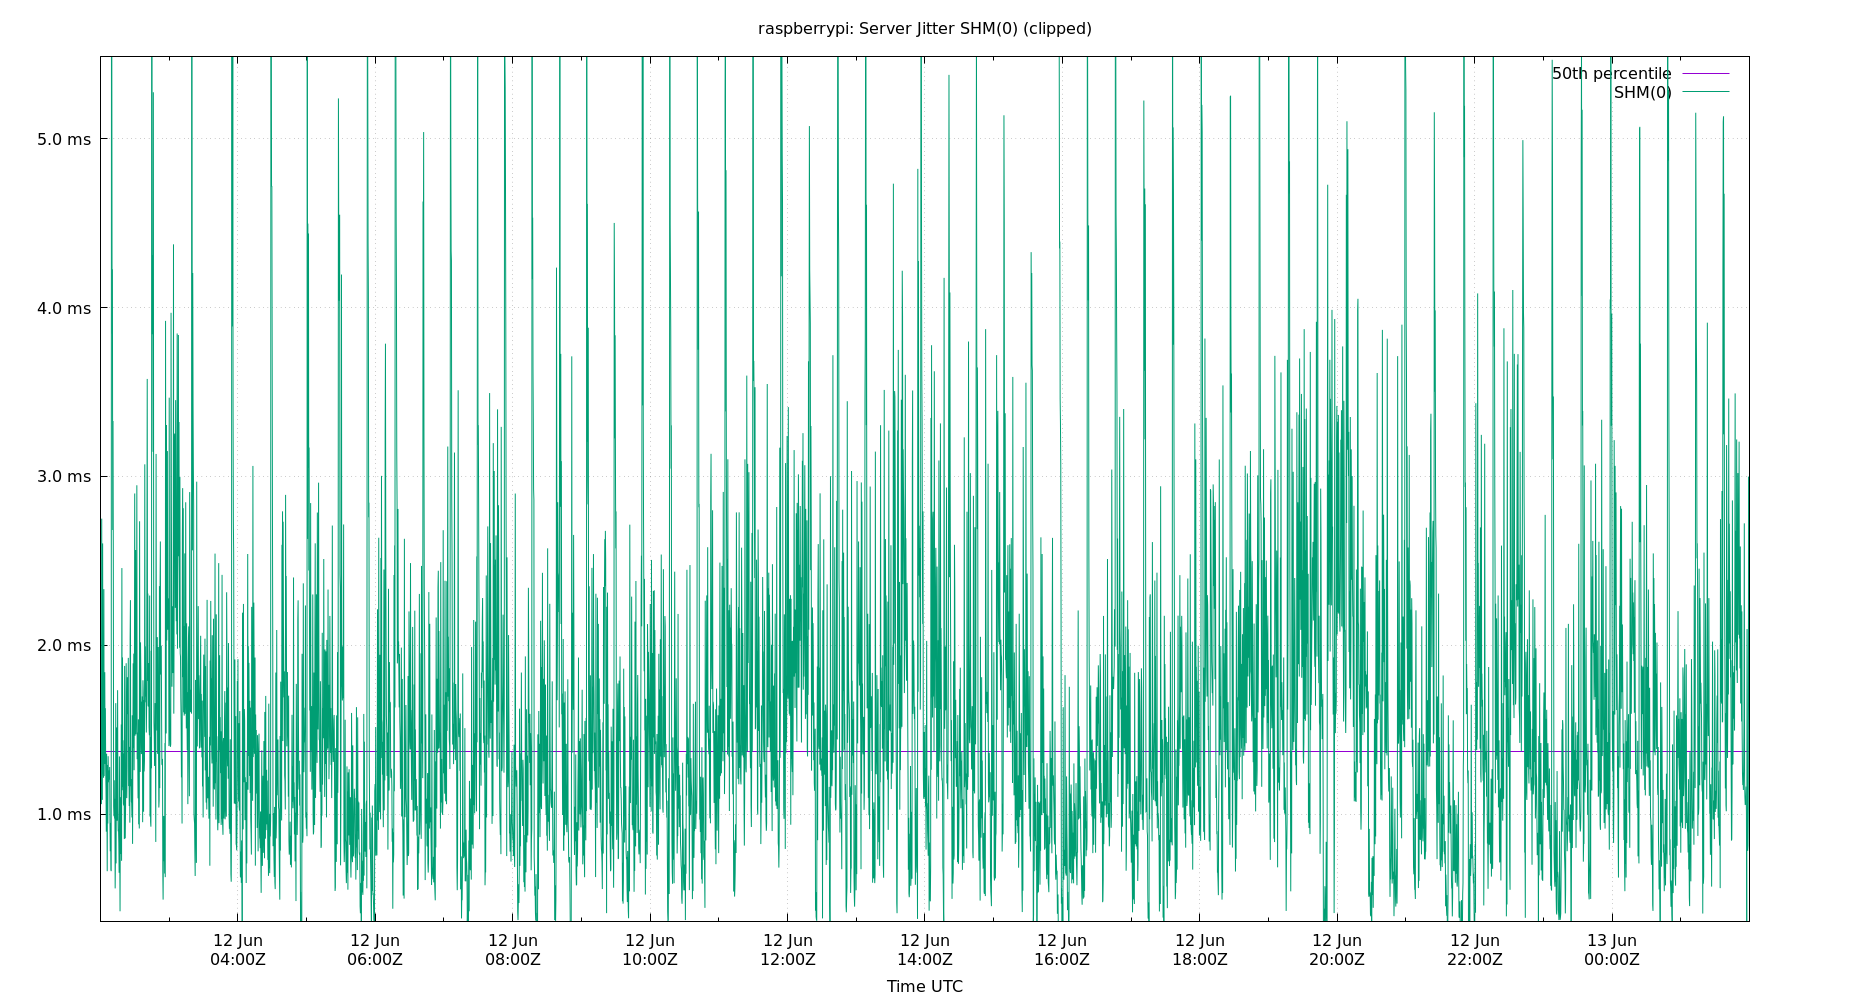 raspberrypi: Server Jitter SHM(0) (clipped)
50th percentile
SHM(0)
5.0 ms
4.0 ms
3.0 ms
2.0 ms
1.0 ms
12 Jun 12 Jun 12 Jun 12 Jun 12 Jun 12 Jun 12 Jun 12 Jun 12 Jun 12 Jun 13 Jun
04:00Z 06:00Z 08:00Z 10:00Z 12:00Z 14:00Z 16:00Z 18:00Z 20:00Z 22:00Z 00:00Z
Time UTC